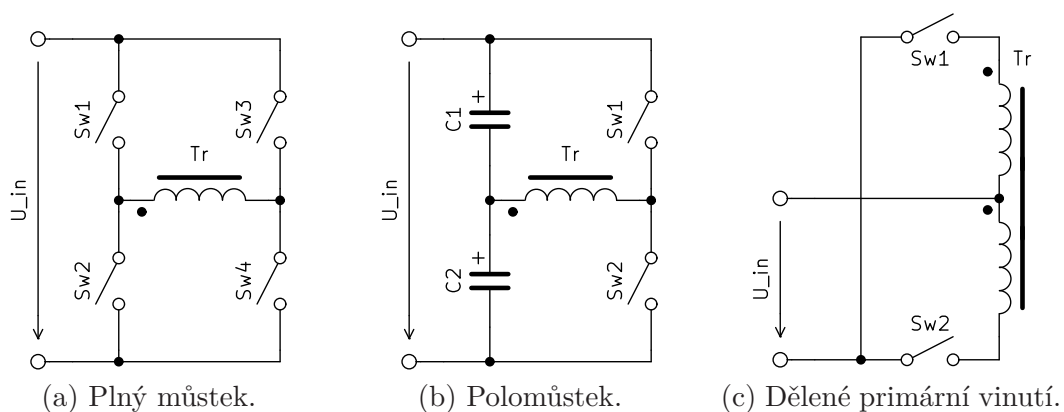 Sw1
Sw3
Tr
U_in
Sw2
Sw4
(a) Plný můstek.
+
C1
Sw1
Tr
U_in
+
C2
Sw2
(b) Polomůstek.
Sw1
Tr
U_in
Sw2
(c) Dělené primární vinutí.